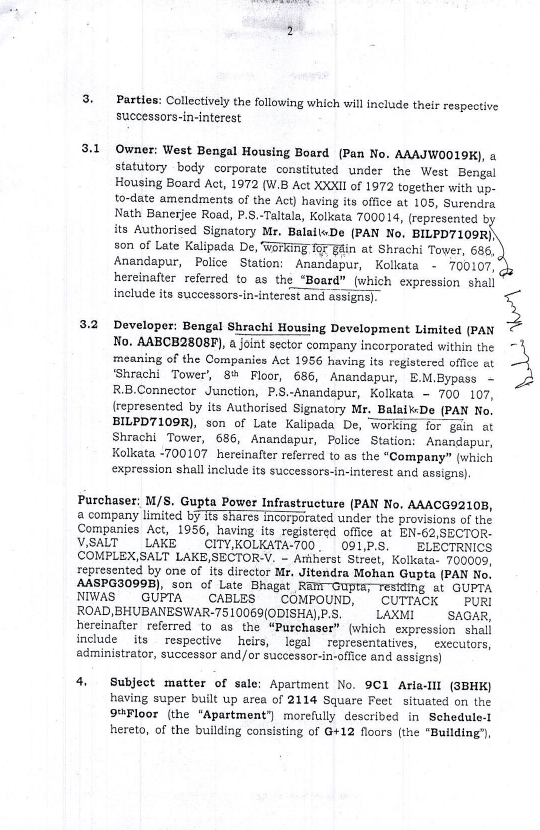 2
3. Parties: Collectively the following which will include their respective
successors-in-interest
3.1 Owner: West Bengal Housing Board (Pan No. AAAJW0019K), a
statutory body corporate constituted under the West Bengal
Housing Board Act, 1972 (W.B Act XXXII of 1972 together with up-
to-date amendments of the Act) having its office at 105, Surendra
Nath Banerjee Road, P.S.-Taltala, Kolkata 700014, (represented by
its Authorised Signatory Mr. Balai Kr. De (PAN No. BILPD7109R),
son of Late Kalipada De, working for gain at Shrachi Tower, 686,
Anandapur, Police Station: Anandapur, Kolkata - 700107,
hereinafter referred to as the "Board" (which expression shall
include its successors-in-interest and assigns).
3.2 Developer: Bengal Shrachi Housing Development Limited (PAN
No. AABCB2808F), a joint sector company incorporated within the
meaning of the Companies Act 1956 having its registered office at
'Shrachi Tower', 8th Floor, 686, Anandapur, E.M.Bypass –
R.B.Connector Junction, P.S.-Anandapur, Kolkata – 700 107,
(represented by its Authorised Signatory Mr. Balai Kr. De (PAN No.
BILPD7109R), son of Late Kalipada De, working for gain at
Shrachi Tower, 686, Anandapur, Police Station: Anandapur,
Kolkata -700107 hereinafter referred to as the "Company" (which
expression shall include its successors-in-interest and assigns).
Purchaser: M/S. Gupta Power Infrastructure (PAN No. AAACG9210B,
a company limited by its shares incorporated under the provisions of the
Companies Act, 1956, having its registered office at EN-62,SECTOR-
V,SALT LAKE CITY,KOLKATA-700 091,P.S. ELECTRNICS
COMPLEX,SALT LAKE,SECTOR-V. – Amherst Street, Kolkata- 700009,
represented by one of its director Mr. Jitendra Mohan Gupta (PAN No.
AASPG3099B), son of Late Bhagat Ram Gupta, residing at GUPTA
NIWAS GUPTA CABLES COMPOUND, CUTTACK PURI
ROAD,BHUBANESWAR-7510069(ODISHA),P.S. LAXMI SAGAR,
hereinafter referred to as the "Purchaser" (which expression shall
include its respective heirs, legal representatives, executors,
administrator, successor and/or successor-in-office and assigns)
4. Subject matter of sale: Apartment No. 9C1 Aria-III (3BHK)
having super built up area of 2114 Square Feet situated on the
9thFloor (the "Apartment") morefully described in Schedule-I
hereto, of the building consisting of G+12 floors (the "Building"),